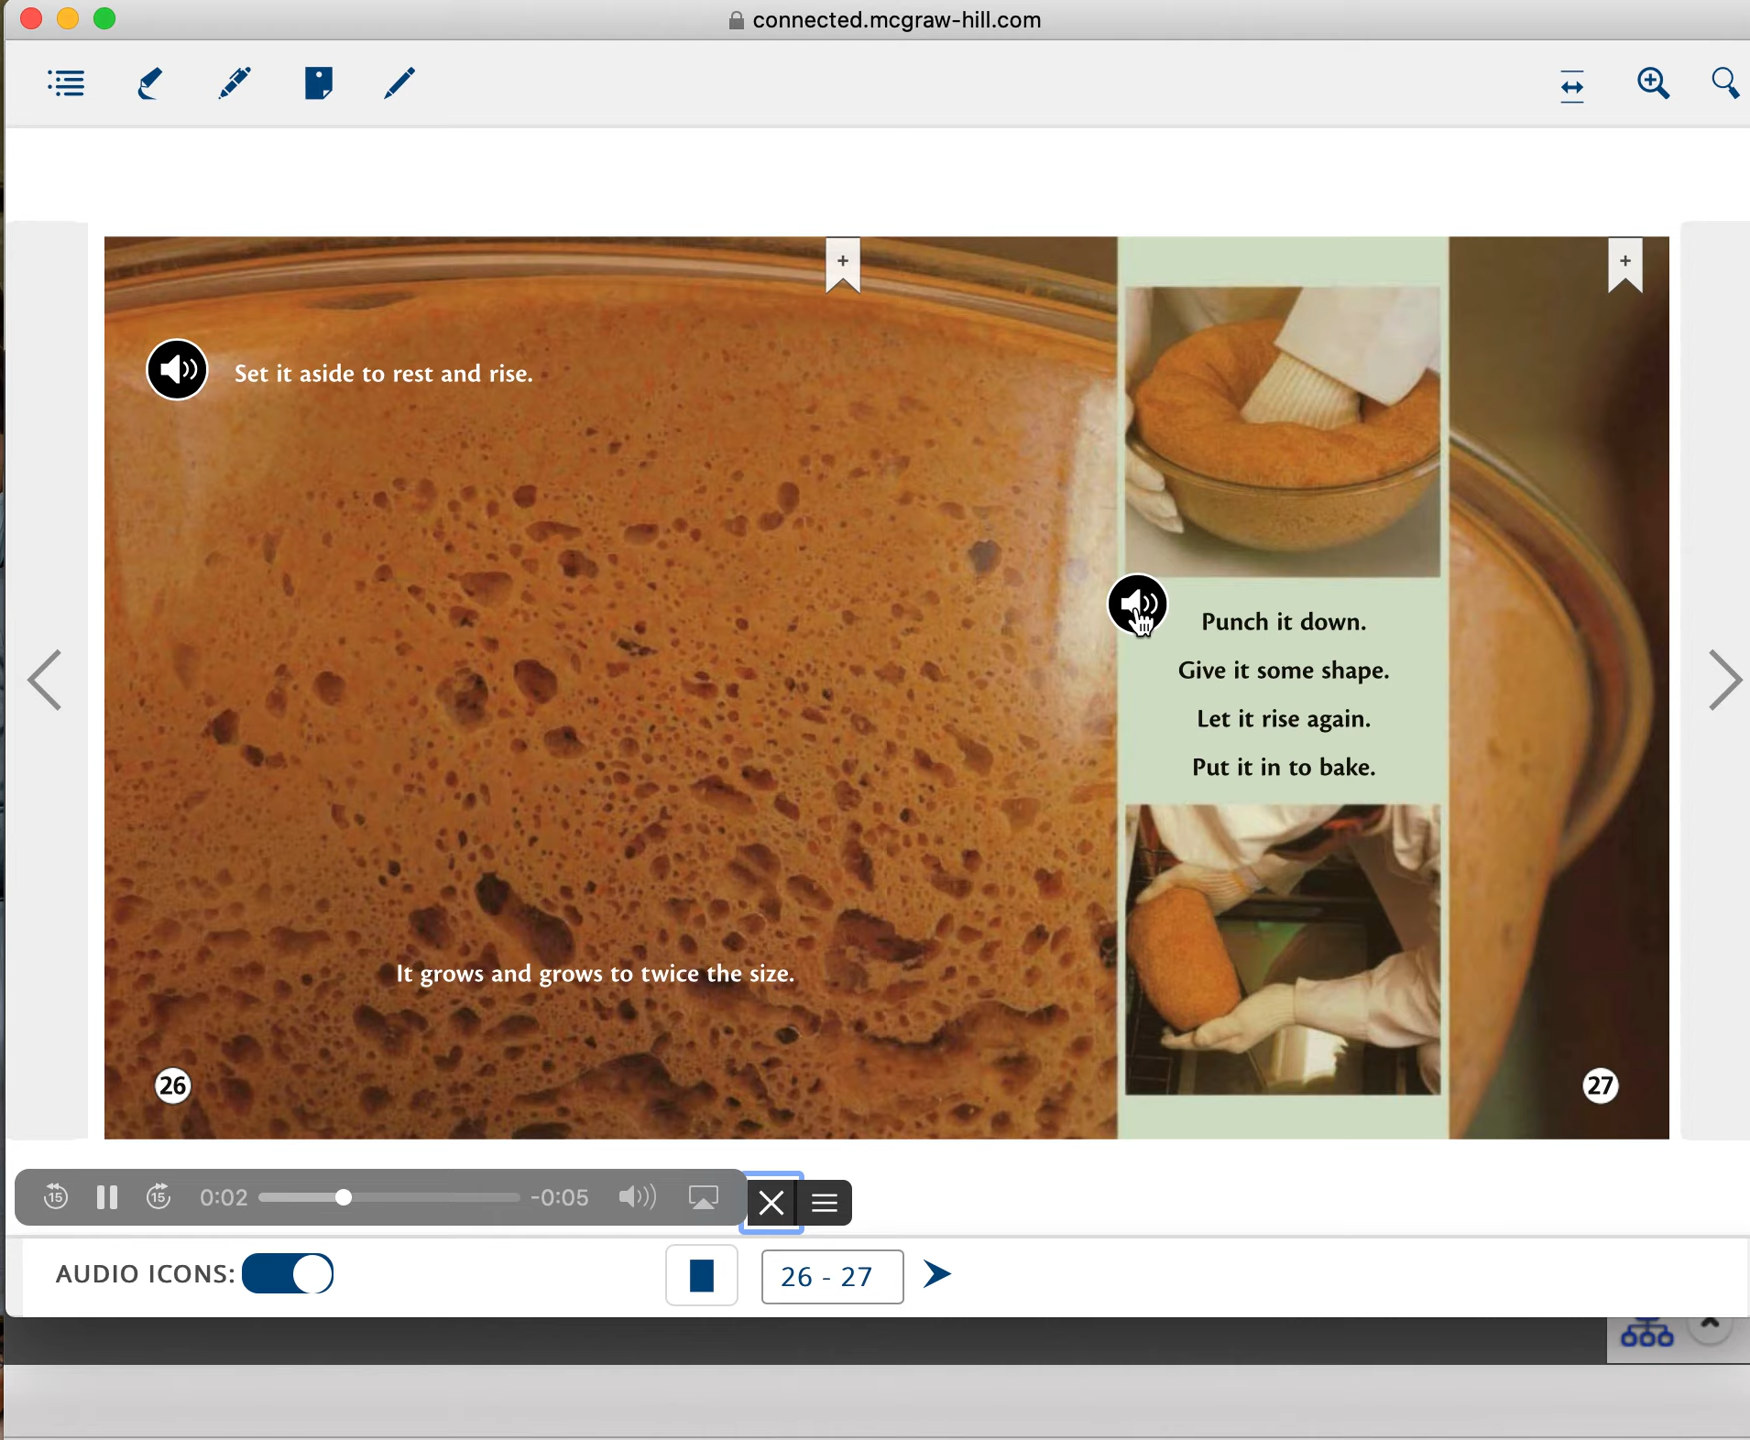 connected.mcgraw-hill.com
Set it aside to rest and rise.
It grows and grows to twice the size.
26
Punch it down.
Give it some shape.
Let it rise again.
Put it in to bake.
27
15
15
0:02
-0:05
AUDIO ICONS:
26 - 27